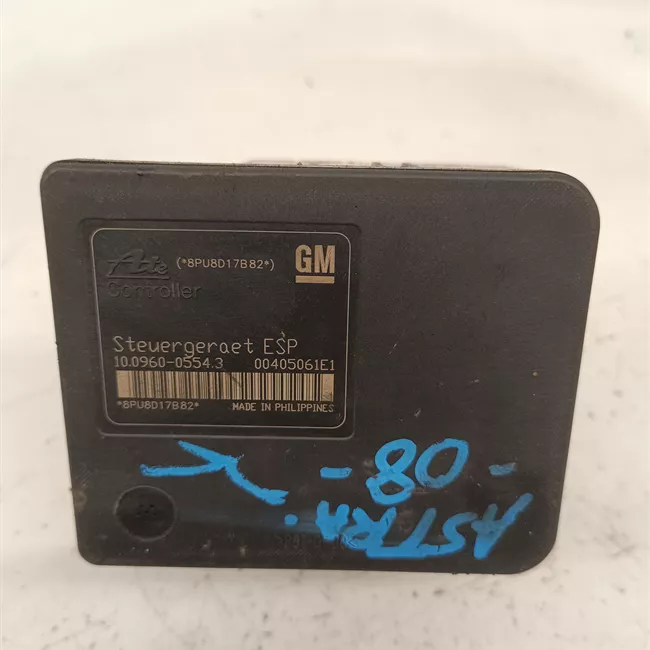 Ate (*8PU8D17B82*) GM
Controller
Steuergeraet ESP
10.0960-0554.3 00405061E1
*8PU8D17B82* MADE IN PHILIPPINES
ASTRA.
-08-